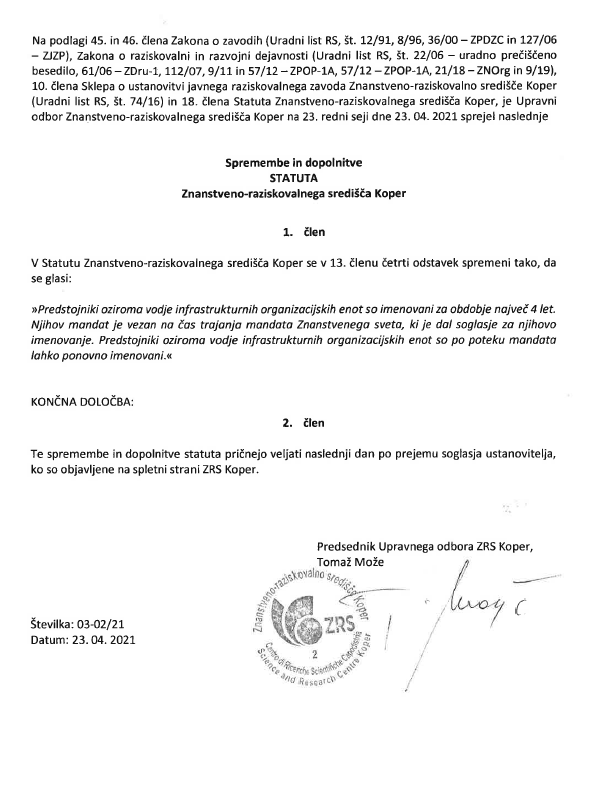 Na podlagi 45. in 46. člena Zakona o zavodih (Uradni list RS, št. 12/91, 8/96, 36/00 – ZPDZC in 127/06
– ZJZP), Zakona o raziskovalni in razvojni dejavnosti (Uradni list RS, št. 22/06 – uradno prečiščeno
besedilo, 61/06 – ZDru-1, 112/07, 9/11 in 57/12 – ZPOP-1A, 57/12 – ZPOP-1A, 21/18 – ZNOrg in 9/19),
10. člena Sklepa o ustanovitvi javnega raziskovalnega zavoda Znanstveno-raziskovalno središče Koper
(Uradni list RS, št. 74/16) in 18. člena Statuta Znanstveno-raziskovalnega središča Koper, je Upravni
odbor Znanstveno-raziskovalnega središča Koper na 23. redni seji dne 23. 04. 2021 sprejel naslednje
Spremembe in dopolnitve
STATUTA
Znanstveno-raziskovalnega središča Koper
1. člen
V Statutu Znanstveno-raziskovalnega središča Koper se v 13. členu četrti odstavek spremeni tako, da
se glasi:
»Predstojniki oziroma vodje infrastrukturnih organizacijskih enot so imenovani za obdobje največ 4 let.
Njihov mandat je vezan na čas trajanja mandata Znanstvenega sveta, ki je dal soglasje za njihovo
imenovanje. Predstojniki oziroma vodje infrastrukturnih organizacijskih enot so po poteku mandata
lahko ponovno imenovani.«
KONČNA DOLOČBA:
2. člen
Te spremembe in dopolnitve statuta pričnejo veljati naslednji dan po prejemu soglasja ustanovitelja,
ko so objavljene na spletni strani ZRS Koper.
Predsednik Upravnega odbora ZRS Koper,
Tomaž Može
Znanstveno-raziskovalno središče Koper
ZRS
2
Centro di Ricerche Scientifiche Capodistria
Science and Research Centre Koper
Številka: 03-02/21
Datum: 23. 04. 2021